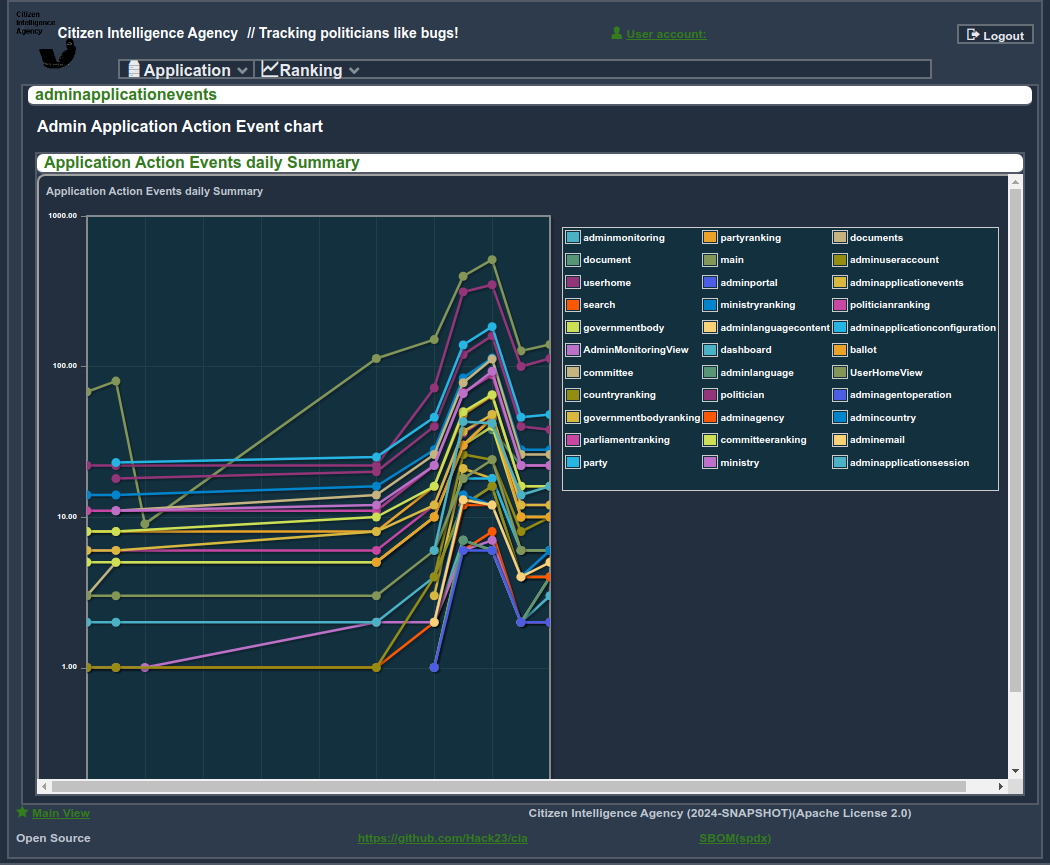 Citizen
Intelligence
Agency
Citizen Intelligence Agency // Tracking politicians like bugs!
User account:
Logout
Application
Ranking
adminapplicationevents
Admin Application Action Event chart
Application Action Events daily Summary
Application Action Events daily Summary
1000.00
100.00
10.00
1.00
adminmonitoring partyranking documents
document main adminuseraccount
userhome adminportal adminapplicationevents
search ministryranking politicianranking
governmentbody adminlanguagecontent adminapplicationconfiguration
AdminMonitoringView dashboard ballot
committee adminlanguage UserHomeView
countryranking politician adminagentoperation
governmentbodyranking adminagency admincountry
parliamentranking committeeranking adminemail
party ministry adminapplicationsession
Main View
Citizen Intelligence Agency (2024-SNAPSHOT)(Apache License 2.0)
Open Source
https://github.com/Hack23/cia
SBOM(spdx)